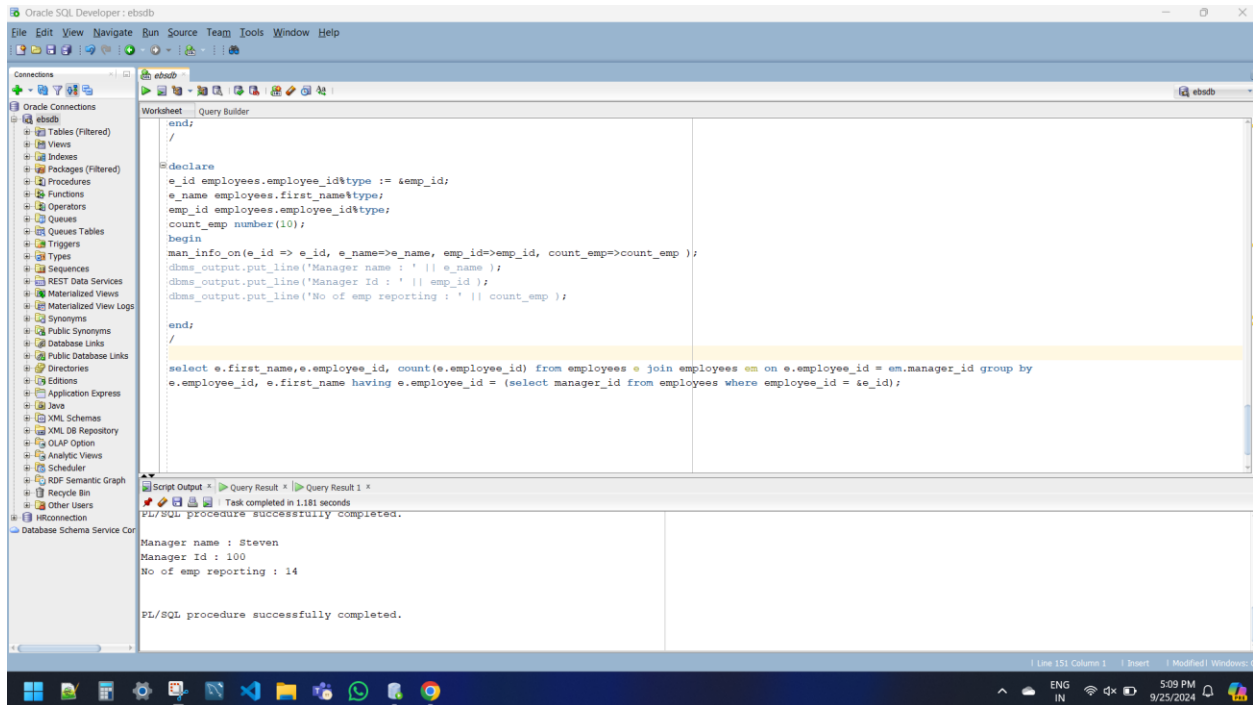 Oracle SQL Developer : ebsdb
File Edit View Navigate Run Source Team Tools Window Help
Connections
ebsdb
ebsdb
Worksheet Query Builder
Oracle Connections
ebsdb
Tables (Filtered)
Views
Indexes
Packages (Filtered)
Procedures
Functions
Operators
Queues
Queues Tables
Triggers
Types
Sequences
REST Data Services
Materialized Views
Materialized View Logs
Synonyms
Public Synonyms
Database Links
Public Database Links
Directories
Editions
Application Express
Java
XML Schemas
XML DB Repository
OLAP Option
Analytic Views
Scheduler
RDF Semantic Graph
Recycle Bin
Other Users
HRconnection
Database Schema Service Con
end;
/
declare
e_id employees.employee_id%type := &emp_id;
e_name employees.first_name%type;
emp_id employees.employee_id%type;
count_emp number(10);
begin
man_info_on(e_id => e_id, e_name=>e_name, emp_id=>emp_id, count_emp=>count_emp );
dbms_output.put_line('Manager name : ' || e_name );
dbms_output.put_line('Manager Id : ' || emp_id );
dbms_output.put_line('No of emp reporting : ' || count_emp );
end;
/
select e.first_name,e.employee_id, count(e.employee_id) from employees e join employees em on e.employee_id = em.manager_id group by
e.employee_id, e.first_name having e.employee_id = (select manager_id from employees where employee_id = &e_id);
Script Output Query Result Query Result 1
Task completed in 1.181 seconds
PL/SQL procedure successfully completed.
Manager name : Steven
Manager Id : 100
No of emp reporting : 14
PL/SQL procedure successfully completed.
Line 151 Column 1 Insert Modified Windows:
ENG
IN
5:09 PM
9/25/2024
PRE